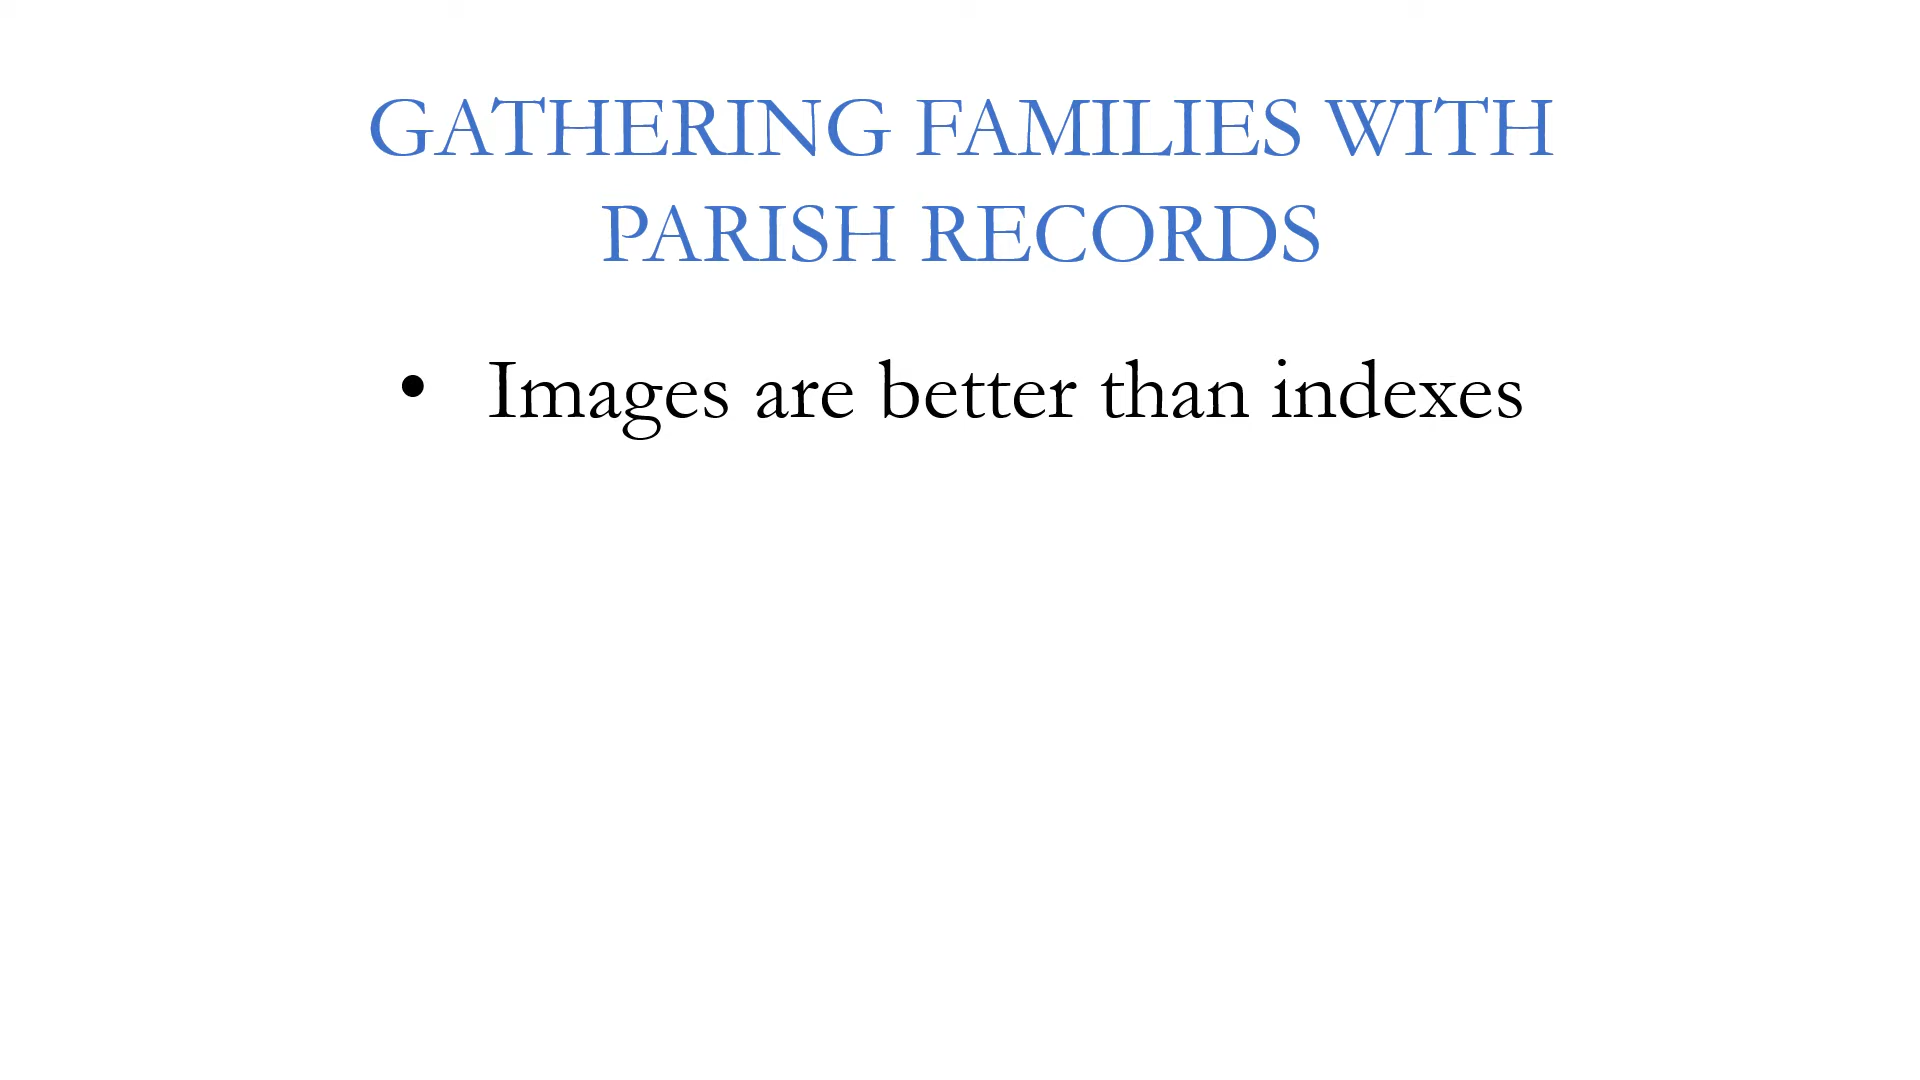 GATHERING FAMILIES WITH
PARISH RECORDS
• Images are better than indexes